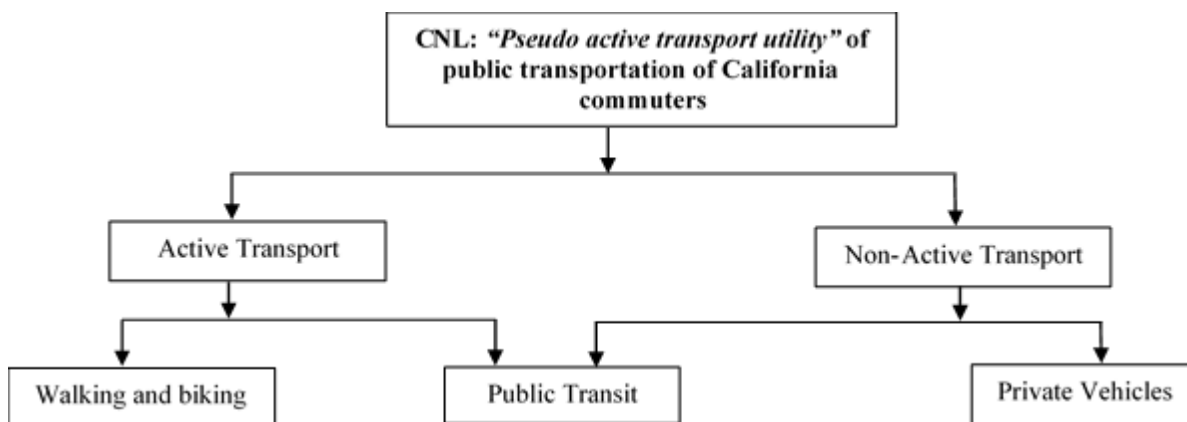 CNL: “Pseudo active transport utility” of
public transportation of California
commuters
Active Transport
Non-Active Transport
Walking and biking
Public Transit
Private Vehicles